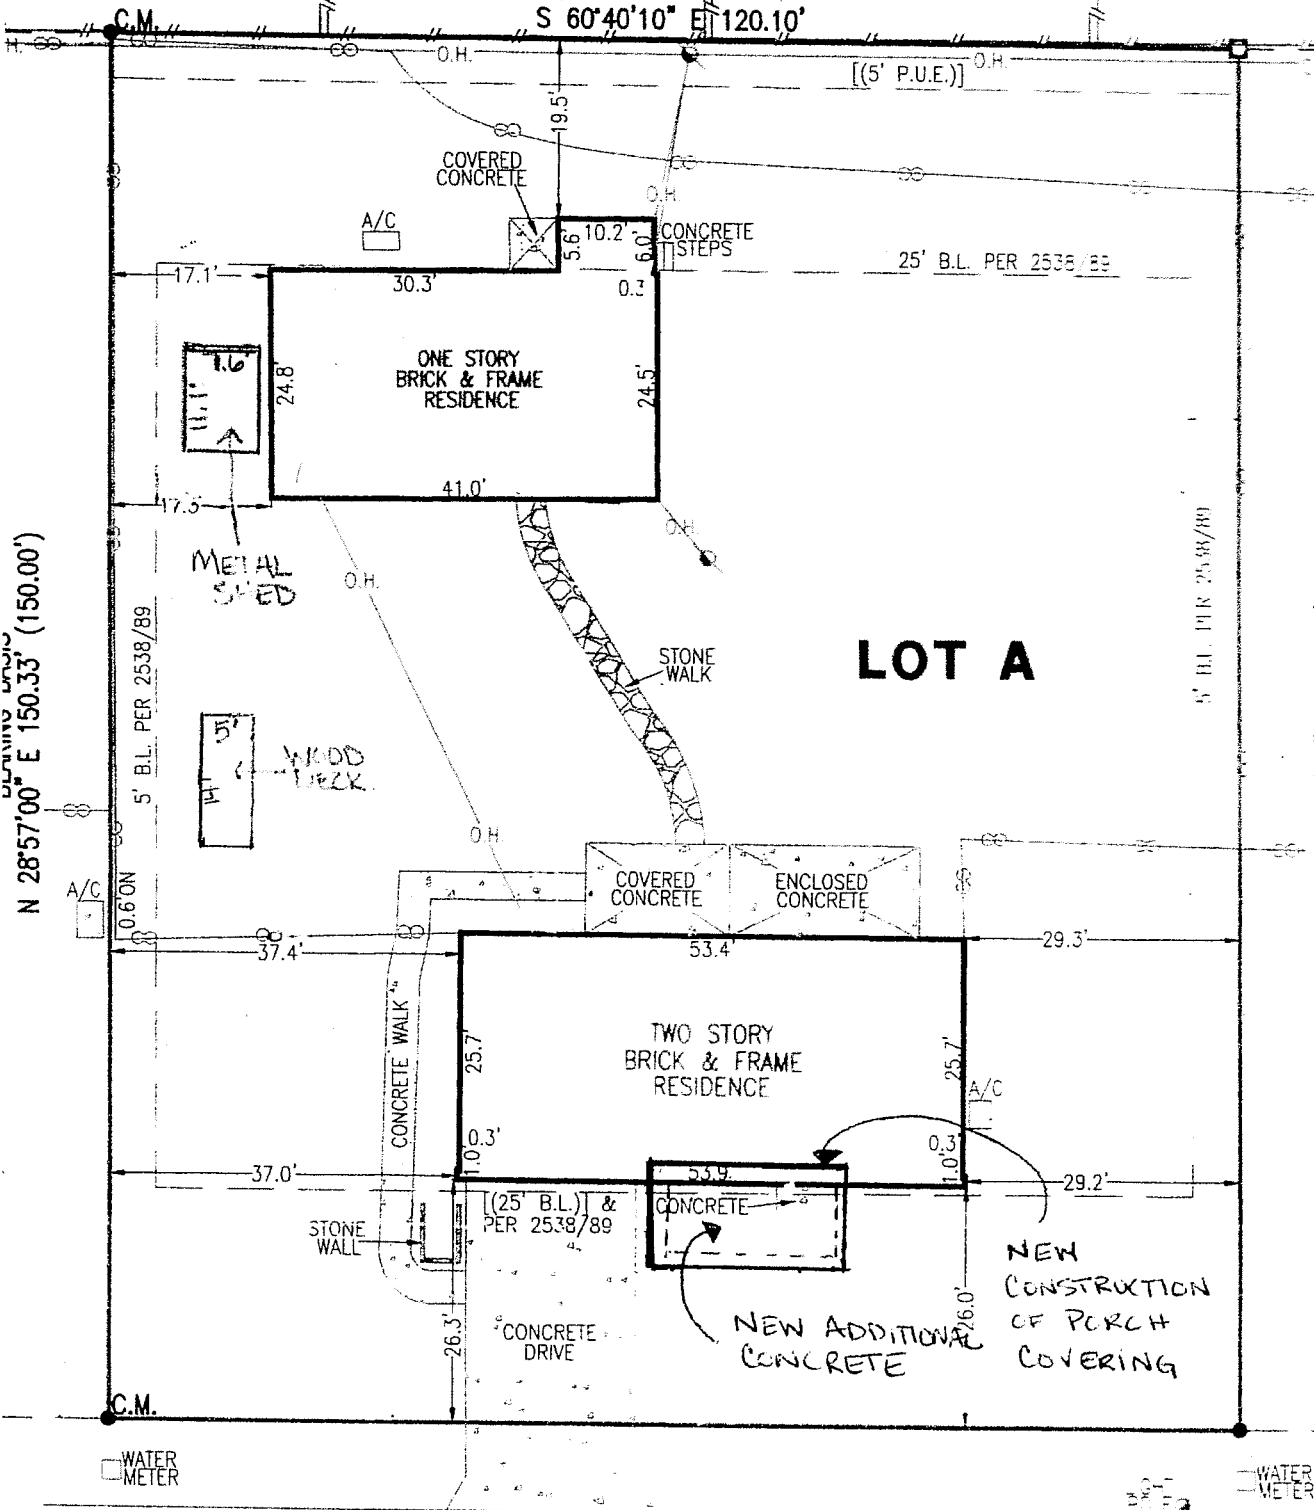 C.M.
S 60°40'10" E 120.10'
O.H.
O.H.
[(5' P.U.E.)]
19.5'
COVERED
CONCRETE
O.H.
A/C
10.2'
5.6'
6.0'
CONCRETE
STEPS
17.1'
30.3'
0.3'
25' B.L. PER 2538/89
ONE STORY
BRICK & FRAME
RESIDENCE
24.8'
24.5'
11.1'
41.0'
O.H.
METAL
SHED
O.H.
N 28°57'00" E 150.33' (150.00')
5' B.L. PER 2538/89
5' B.L. PER 2538/89
STONE
WALK
LOT A
5'
14'
WOOD
DECK
O.H.
A/C
0.6'ON
COVERED
CONCRETE
ENCLOSED
CONCRETE
37.4'
53.4'
29.3'
CONCRETE WALK
25.7'
TWO STORY
BRICK & FRAME
RESIDENCE
25.7'
A/C
0.3'
1.0'
0.3'
1.0'
37.0'
53.9'
29.2'
[(25' B.L.)] &
PER 2538/89
CONCRETE
STONE
WALL
NEW
CONSTRUCTION
OF PORCH
COVERING
NEW ADDITIONAL
CONCRETE
26.3'
26.0'
CONCRETE
DRIVE
C.M.
WATER
METER
WATER
METER